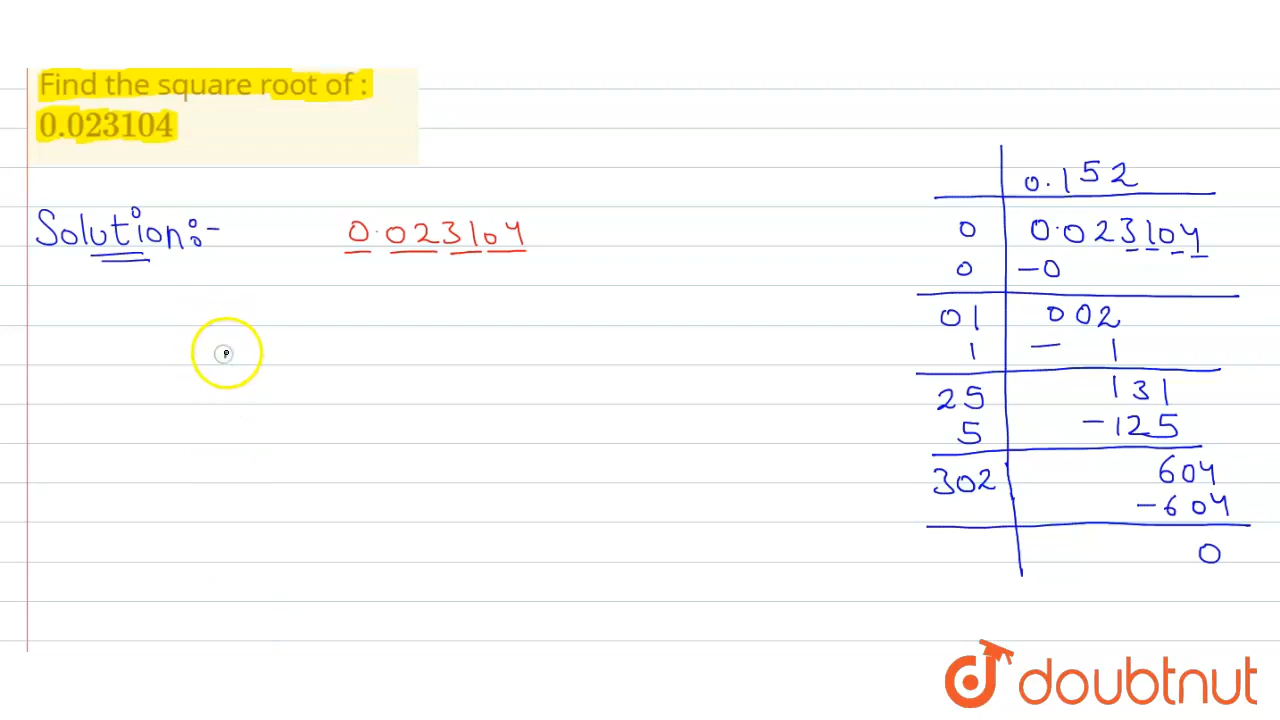 Find the square root of :
0.023104
Solution:-
0.023104
0.152
0 0.023104
0 -0
01 002
1 - 1
25 131
5 -125
302 604
-604
0
doubtnut